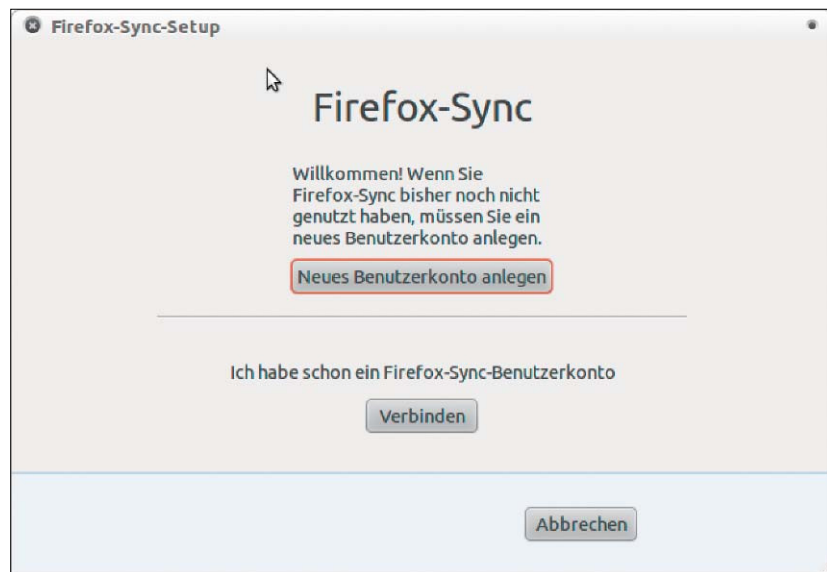 Firefox-Sync-Setup
Firefox-Sync
Willkommen! Wenn Sie
Firefox-Sync bisher noch nicht
genutzt haben, müssen Sie ein
neues Benutzerkonto anlegen.
Neues Benutzerkonto anlegen
Ich habe schon ein Firefox-Sync-Benutzerkonto
Verbinden
Abbrechen